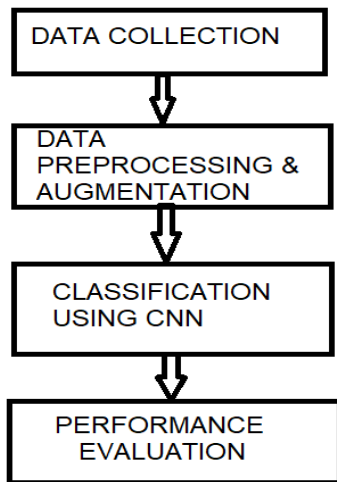 DATA COLLECTION
DATA
PREPROCESSING &
AUGMENTATION
CLASSIFICATION
USING CNN
PERFORMANCE
EVALUATION